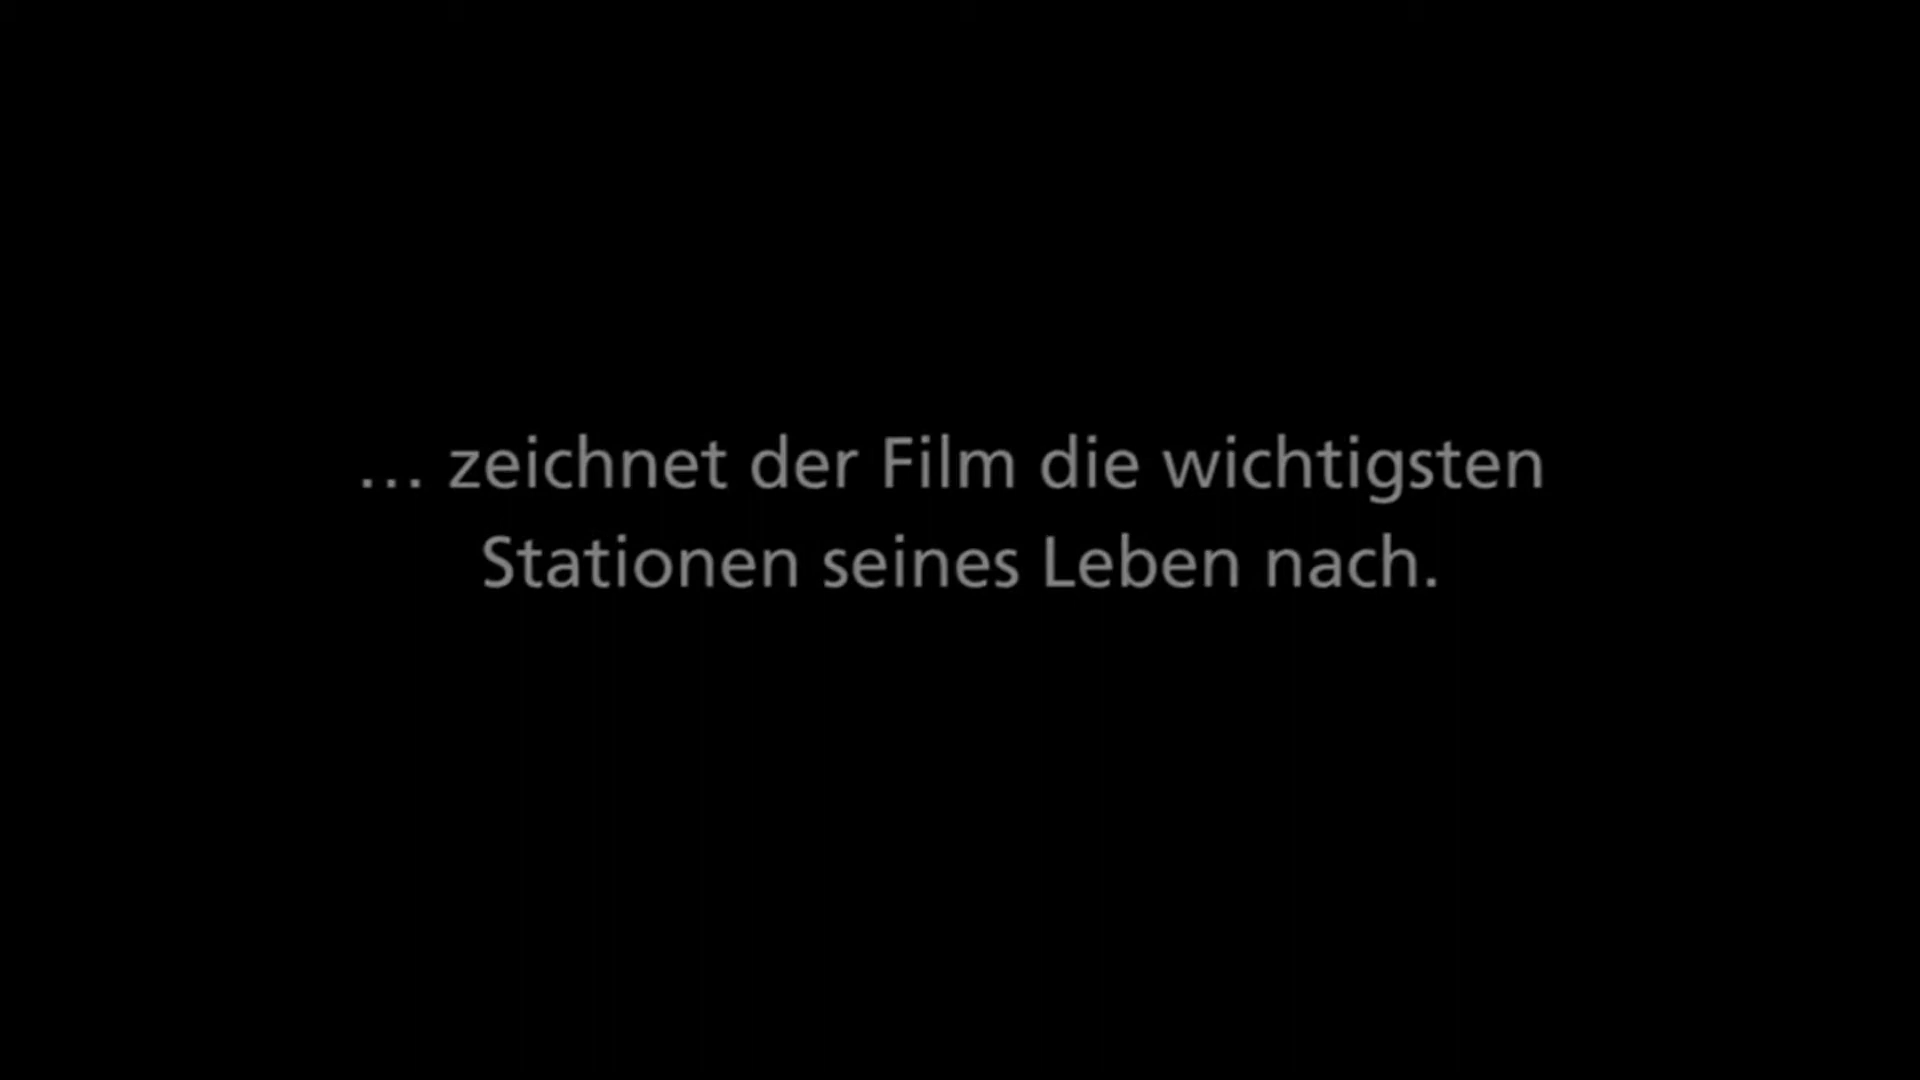 ... zeichnet der Film die wichtigsten
Stationen seines Leben nach.